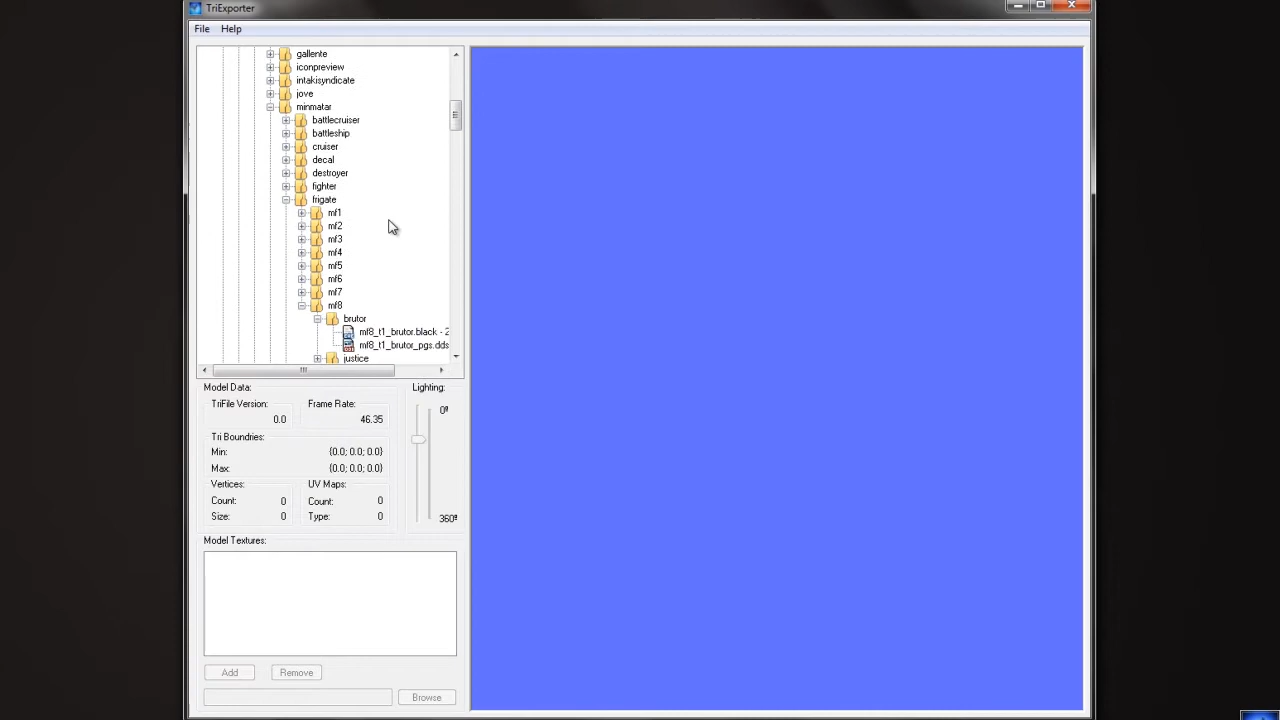 TriExporter
File Help
gallente
iconpreview
intakisyndicate
jove
minmatar
battlecruiser
battleship
cruiser
decal
destroyer
fighter
frigate
mf1
mf2
mf3
mf4
mf5
mf6
mf7
mf8
brutor
mf8_t1_brutor.black - 2
mf8_t1_brutor_pgs.dds
justice
Model Data:
TriFile Version:
0.0
Frame Rate:
46.35
Tri Boundries:
Min: (0.0; 0.0; 0.0)
Max: (0.0; 0.0; 0.0)
Vertices:
Count: 0
Size: 0
UV Maps:
Count: 0
Type: 0
Lighting:
0º
360º
Model Textures:
Add Remove
Browse